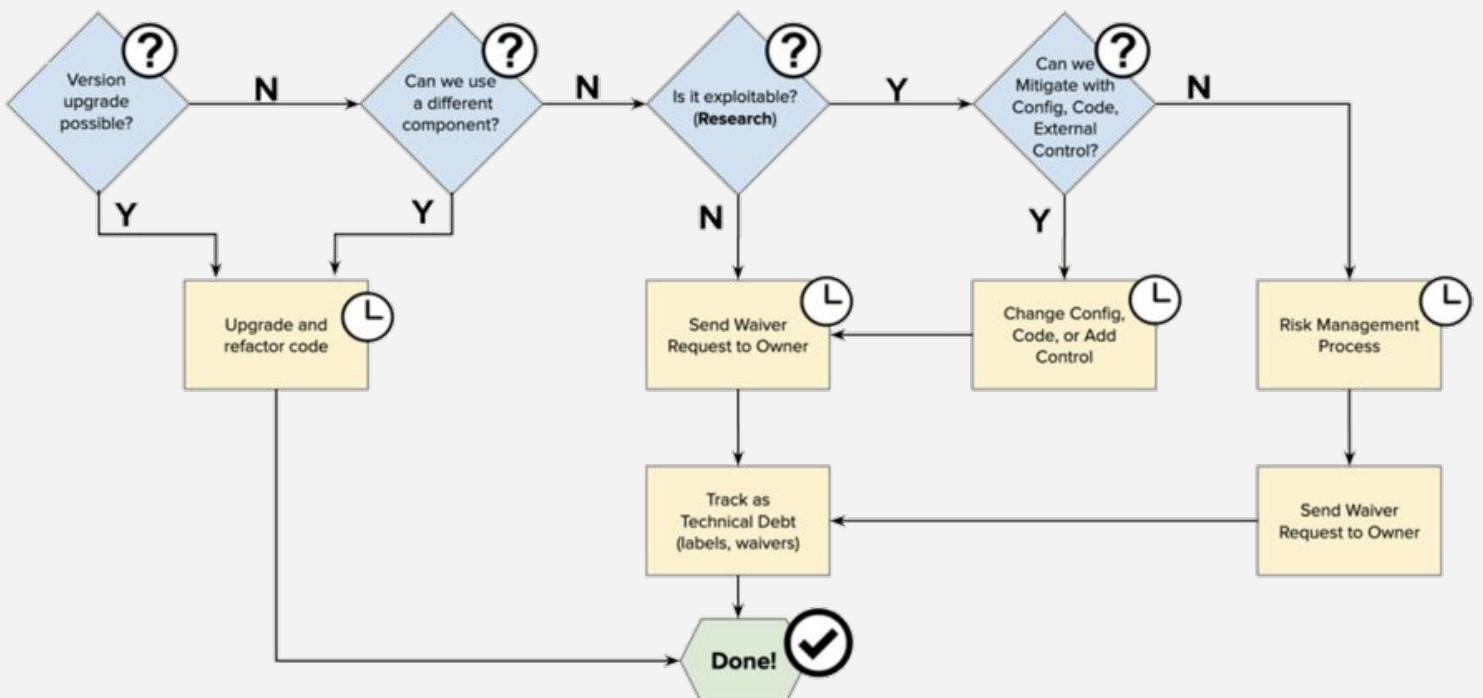 Version
upgrade
possible?
?
N
Can we use
a different
component?
?
N
Is it exploitable?
(Research)
?
Y
Can we
Mitigate with
Config, Code,
External
Control?
?
N
Y
Y
N
Y
Upgrade and
refactor code
Send Waiver
Request to Owner
Change Config,
Code, or Add
Control
Risk Management
Process
Track as
Technical Debt
(labels, waivers)
Send Waiver
Request to Owner
Done!